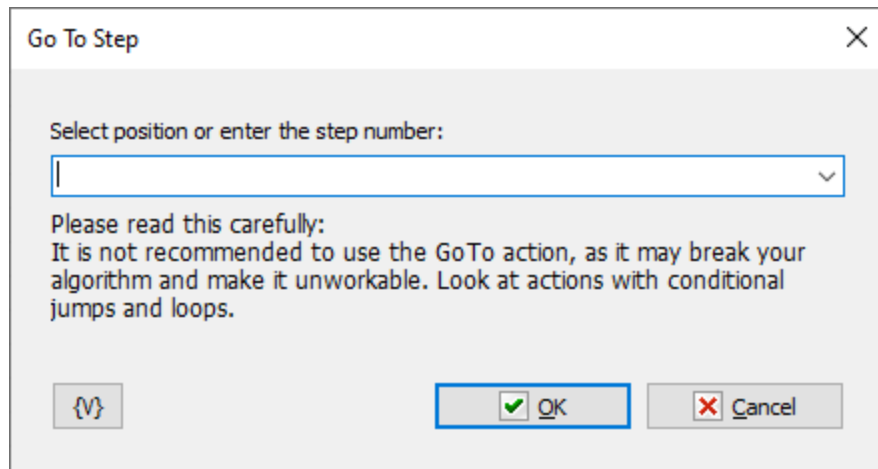 Go To Step
Select position or enter the step number:
Please read this carefully:
It is not recommended to use the GoTo action, as it may break your
algorithm and make it unworkable. Look at actions with conditional
jumps and loops.
{V}
OK
Cancel